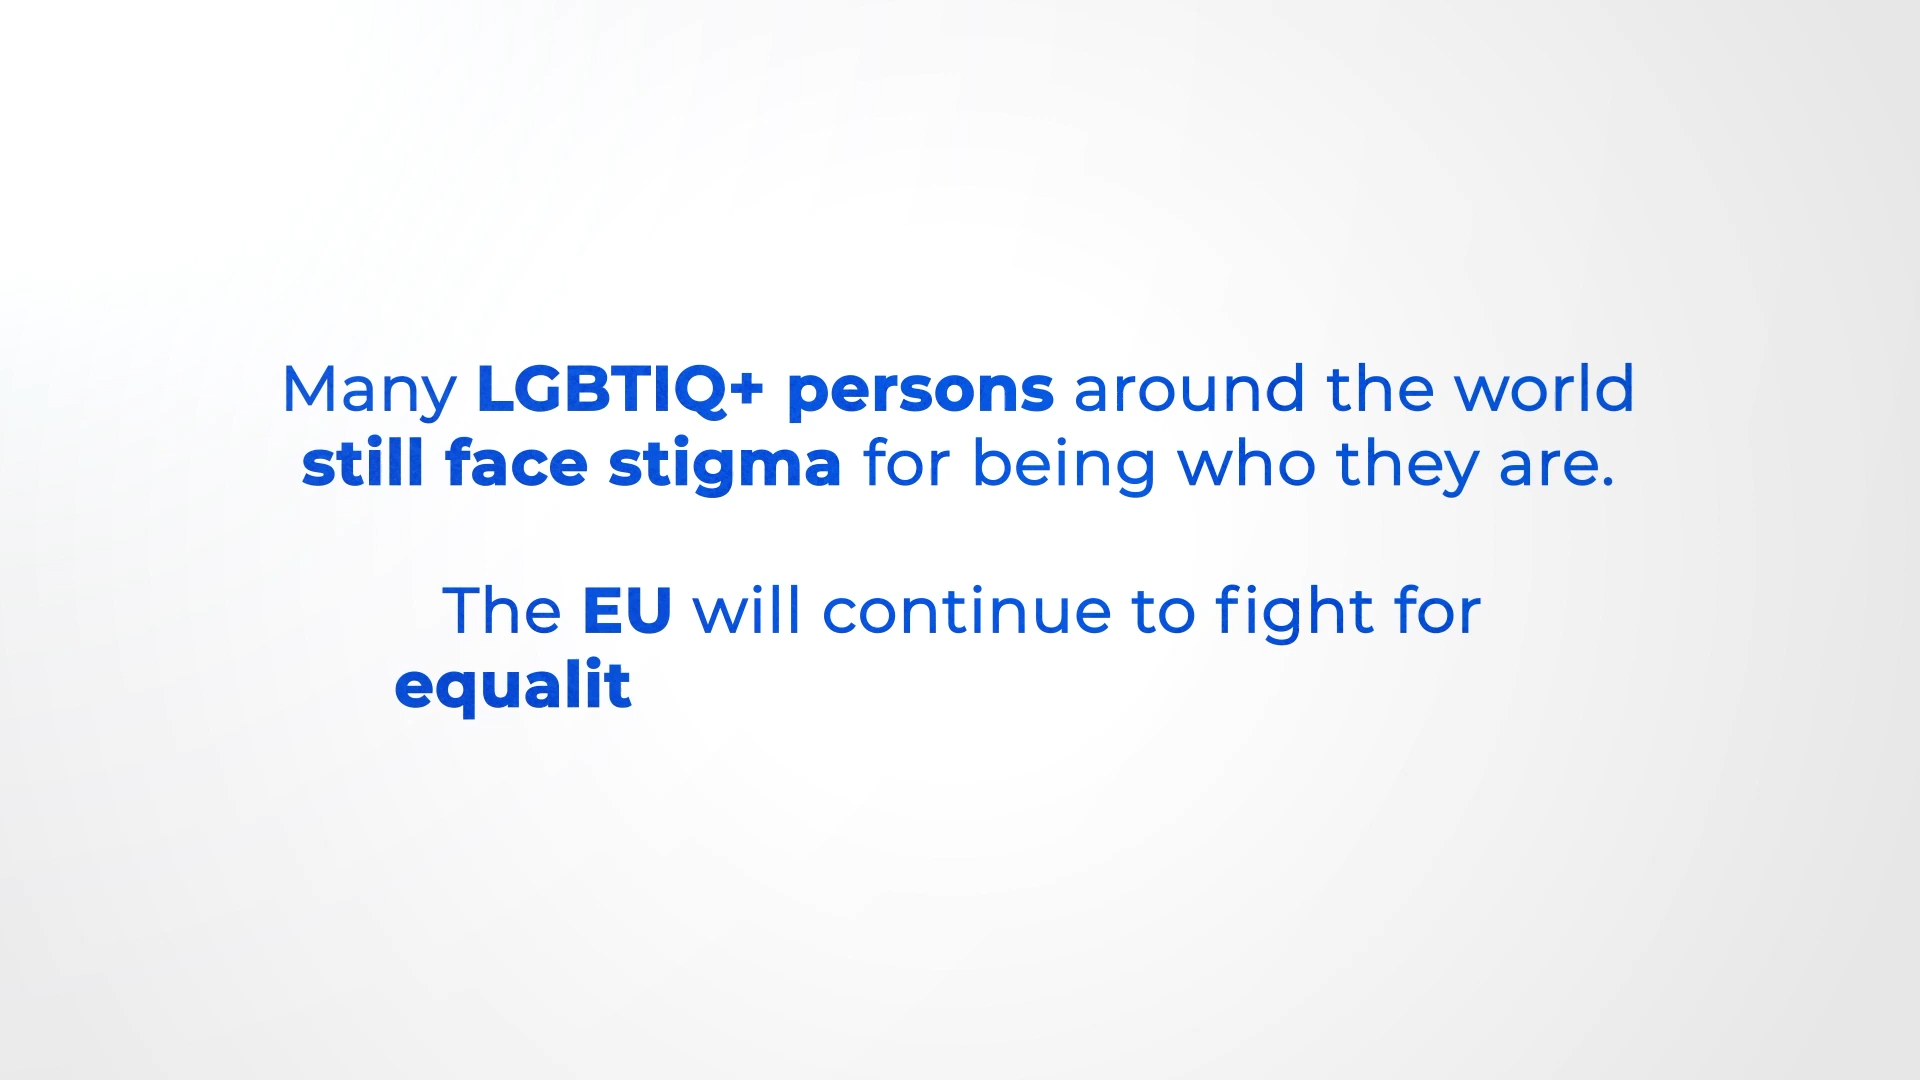 Many LGBTIQ+ persons around the world
still face stigma for being who they are.
The EU will continue to fight for
equalit